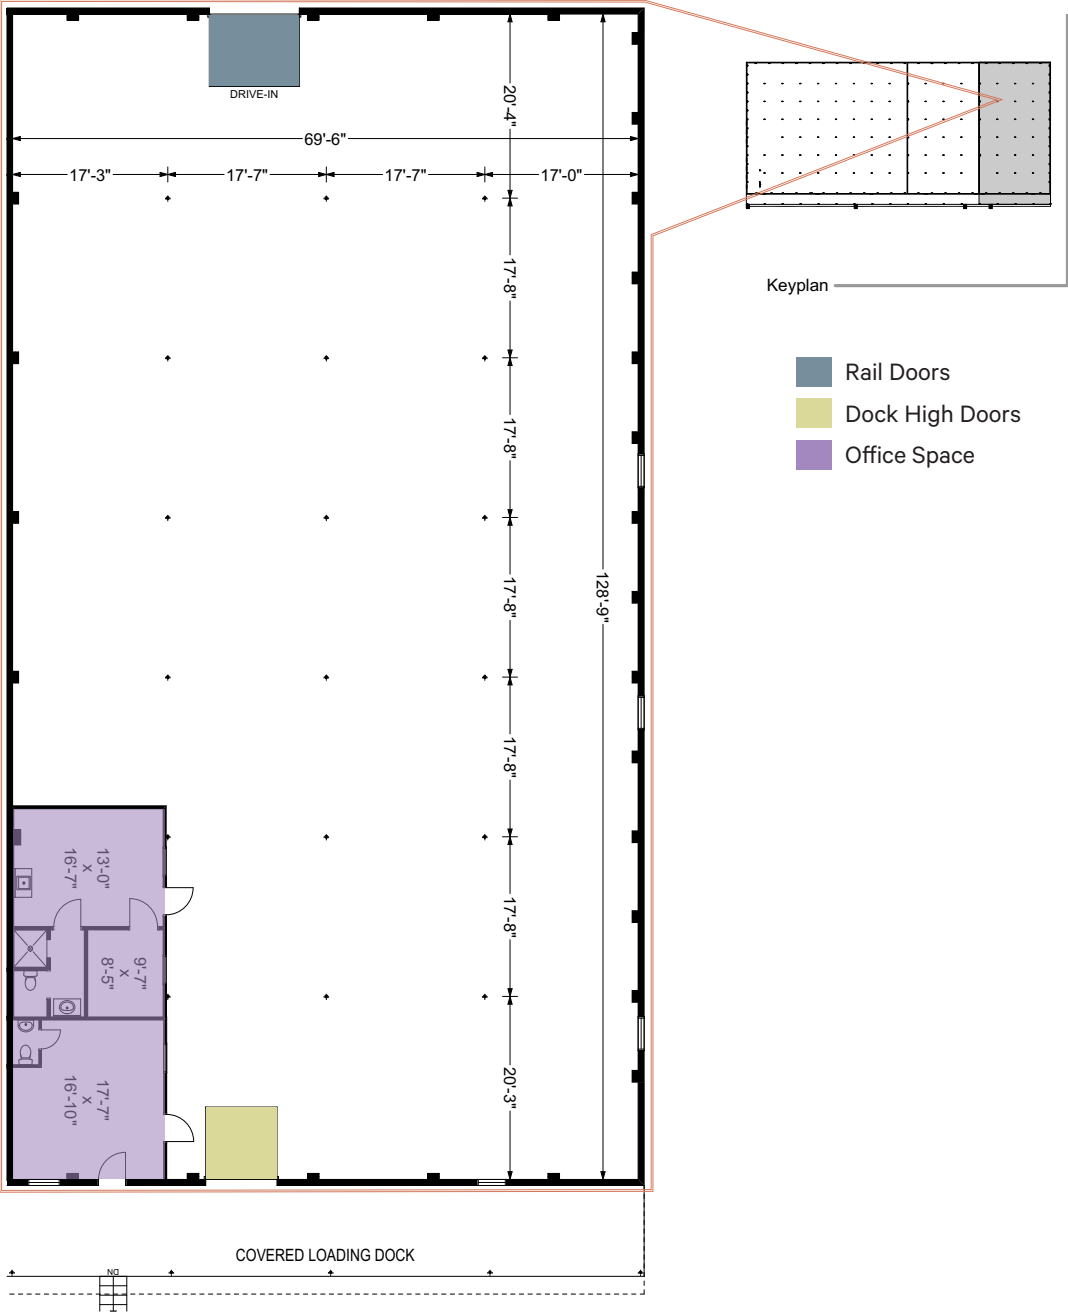 DRIVE-IN
20'-4"
69'-6"
17'-3"
17'-7"
17'-7"
17'-0"
17'-8"
17'-8"
17'-8"
17'-8"
17'-8"
20'-3"
128'-9"
13'-0"
x
16'-7"
9'-7"
x
8'-5"
17'-7"
x
16'-10"
COVERED LOADING DOCK
DN
Keyplan
Rail Doors
Dock High Doors
Office Space